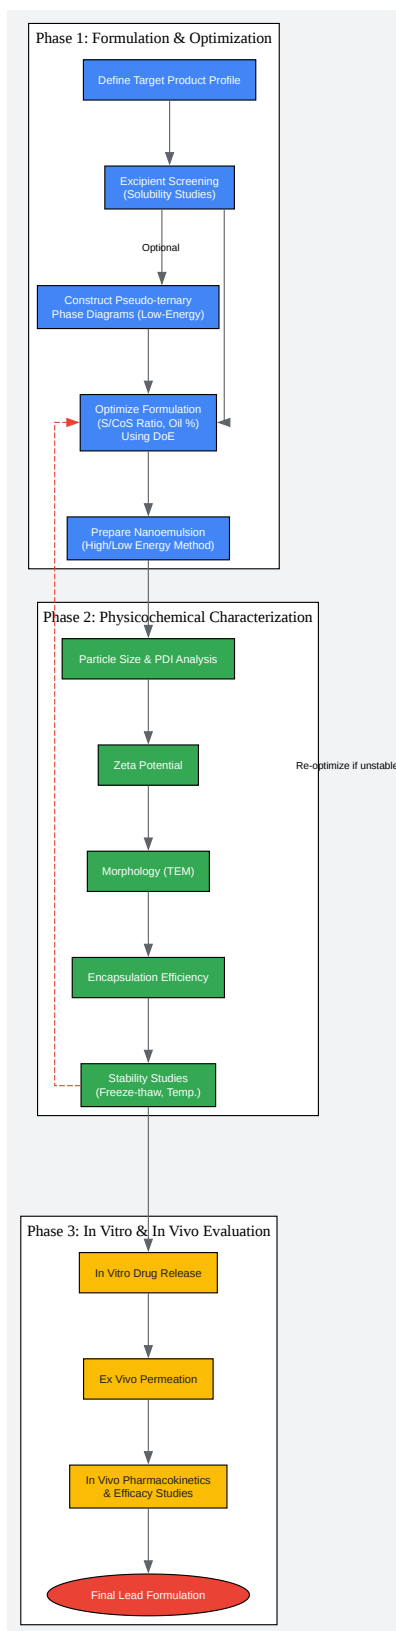 Phase 1: Formulation & Optimization
Define Target Product Profile
Excipient Screening
(Solubility Studies)
Optional
Construct Pseudo-ternary
Phase Diagrams (Low-Energy)
Optimize Formulation
(S/CoS Ratio, Oil %)
Using DoE
Prepare Nanoemulsion
(High/Low Energy Method)
Phase 2: Physicochemical Characterization
Particle Size & PDI Analysis
Zeta Potential
Re-optimize if unstable
Morphology (TEM)
Encapsulation Efficiency
Stability Studies
(Freeze-thaw, Temp.)
Phase 3: In Vitro & In Vivo Evaluation
In Vitro Drug Release
Ex Vivo Permeation
In Vivo Pharmacokinetics
& Efficacy Studies
Final Lead Formulation